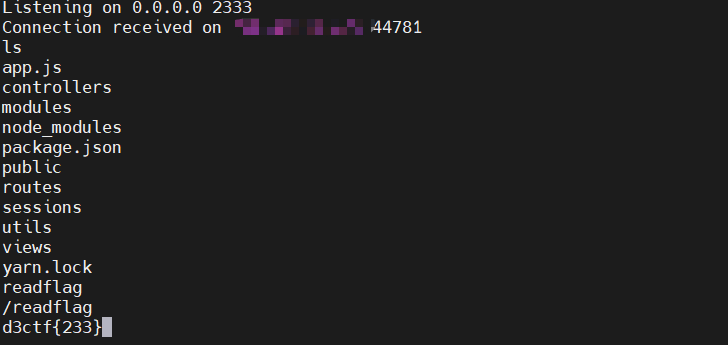 Listening on 0.0.0.0 2333
Connection received on 44781
ls
app.js
controllers
modules
node_modules
package.json
public
routes
sessions
utils
views
yarn.lock
readflag
/readflag
d3ctf{233}